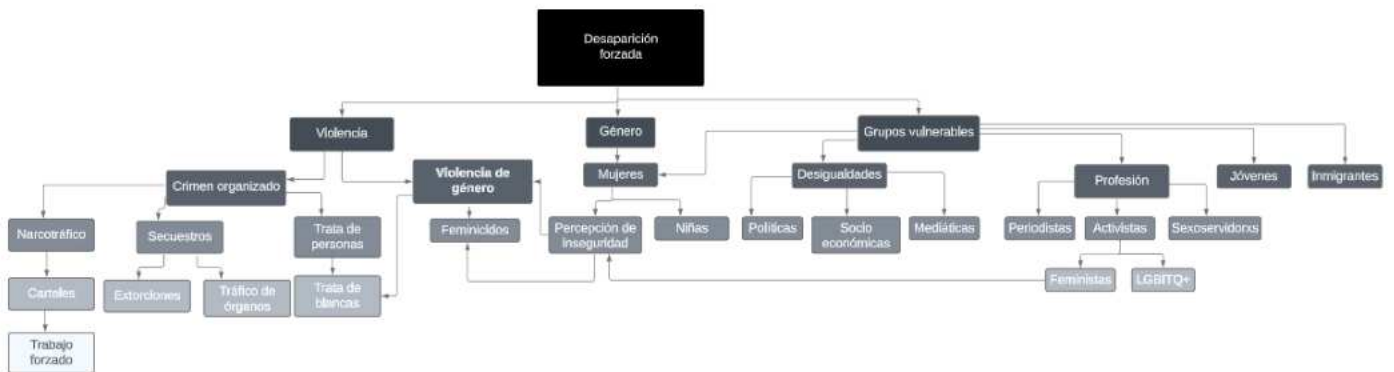 Desaparición
forzada
Violencia
Género
Grupos vulnerables
Crimen organizado
Violencia de
género
Mujeres
Desigualdades
Profesión
Jóvenes
Inmigrantes
Narcotráfico
Secuestros
Trata de
personas
Feminicidos
Percepción de
inseguridad
Niñas
Políticas
Socio
económicas
Mediáticas
Periodistas
Activistas
Sexoservidorxs
Carteles
Extorciones
Tráfico de
órganos
Trata de
blancas
Feministas
LGBITQ+
Trabajo
forzado